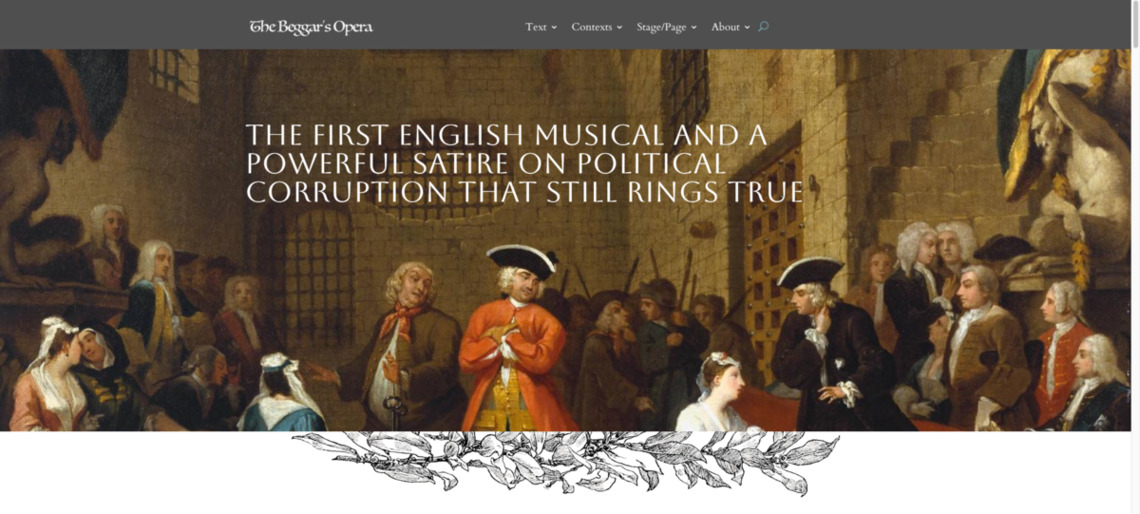 The Beggar's Opera
Text Contexts Stage/Page About
THE FIRST ENGLISH MUSICAL AND A
POWERFUL SATIRE ON POLITICAL
CORRUPTION THAT STILL RINGS TRUE